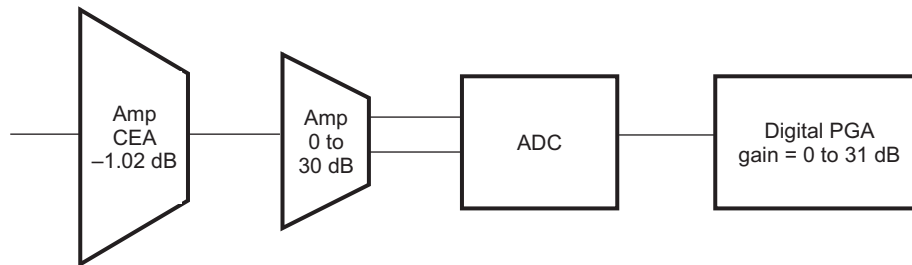 Amp
CEA
–1.02 dB
Amp
0 to
30 dB
ADC
Digital PGA
gain = 0 to 31 dB